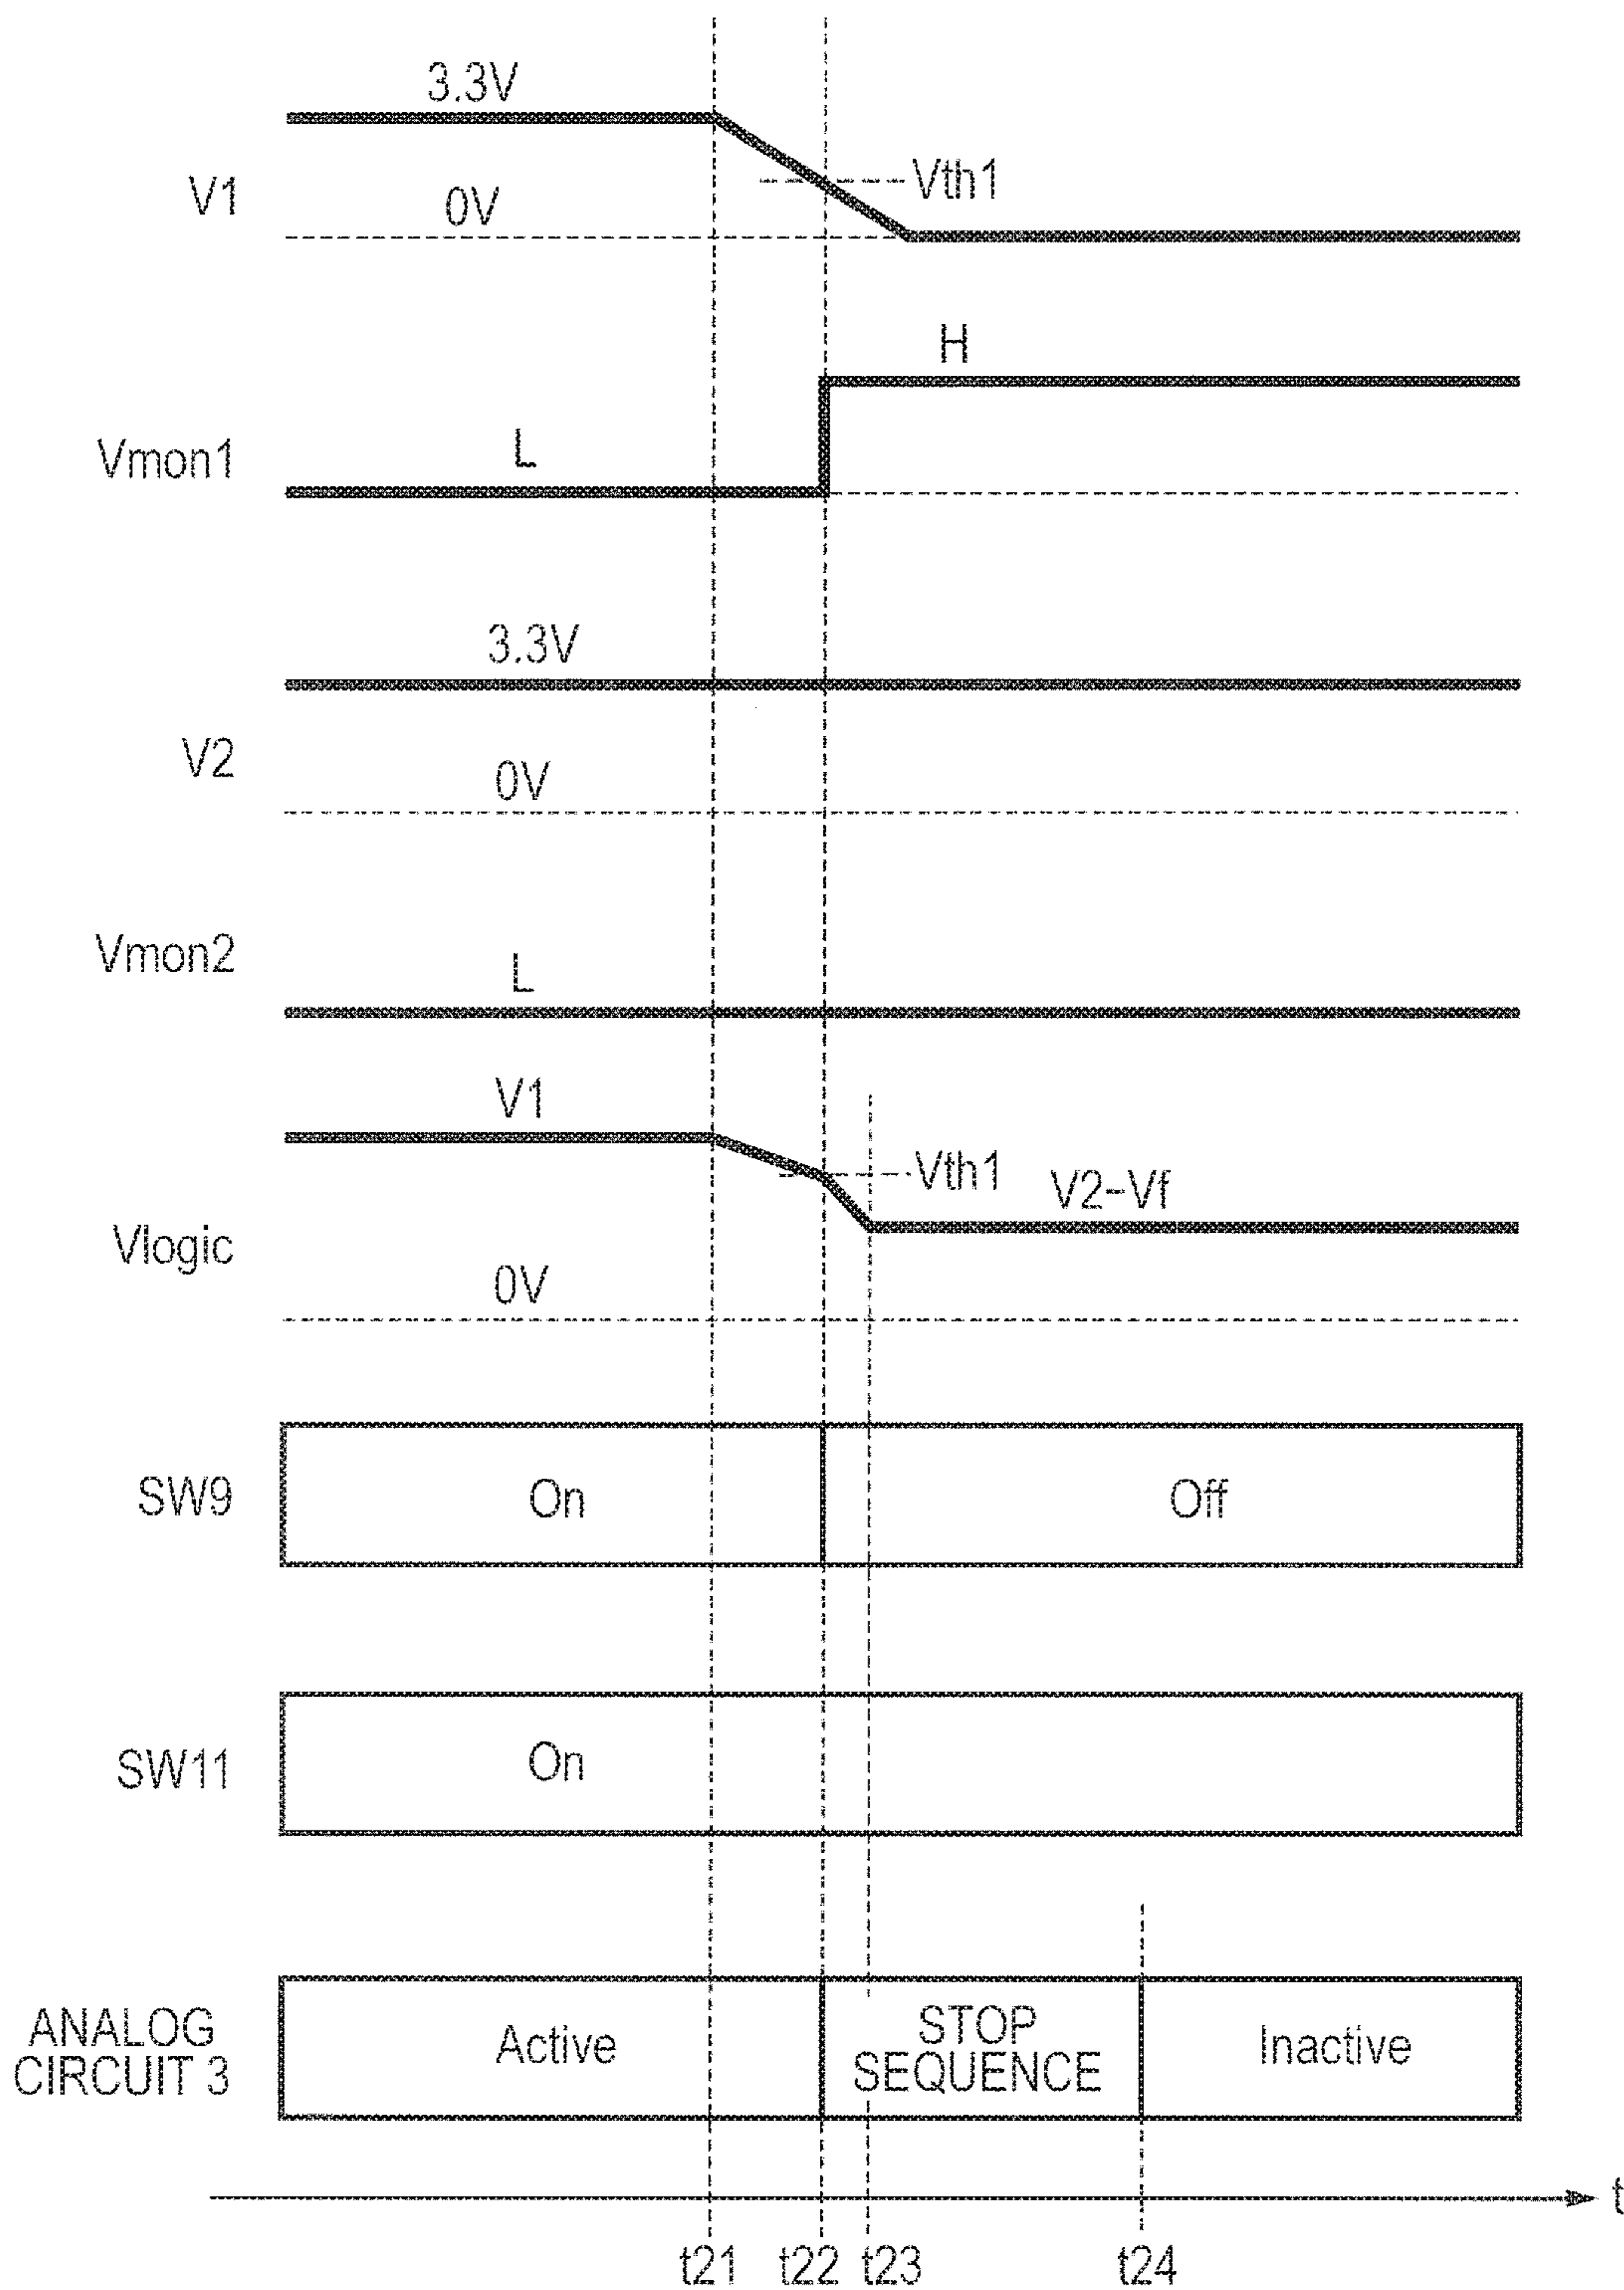 3.3V
V1
0V
Vth1
H
Vmon1
L
3.3V
V2
0V
Vmon2
L
V1
Vth1
V2-Vf
Vlogic
0V
SW9
On
Off
SW11
On
ANALOG
CIRCUIT 3
Active
STOP
SEQUENCE
Inactive
t
t21
t22
t23
t24